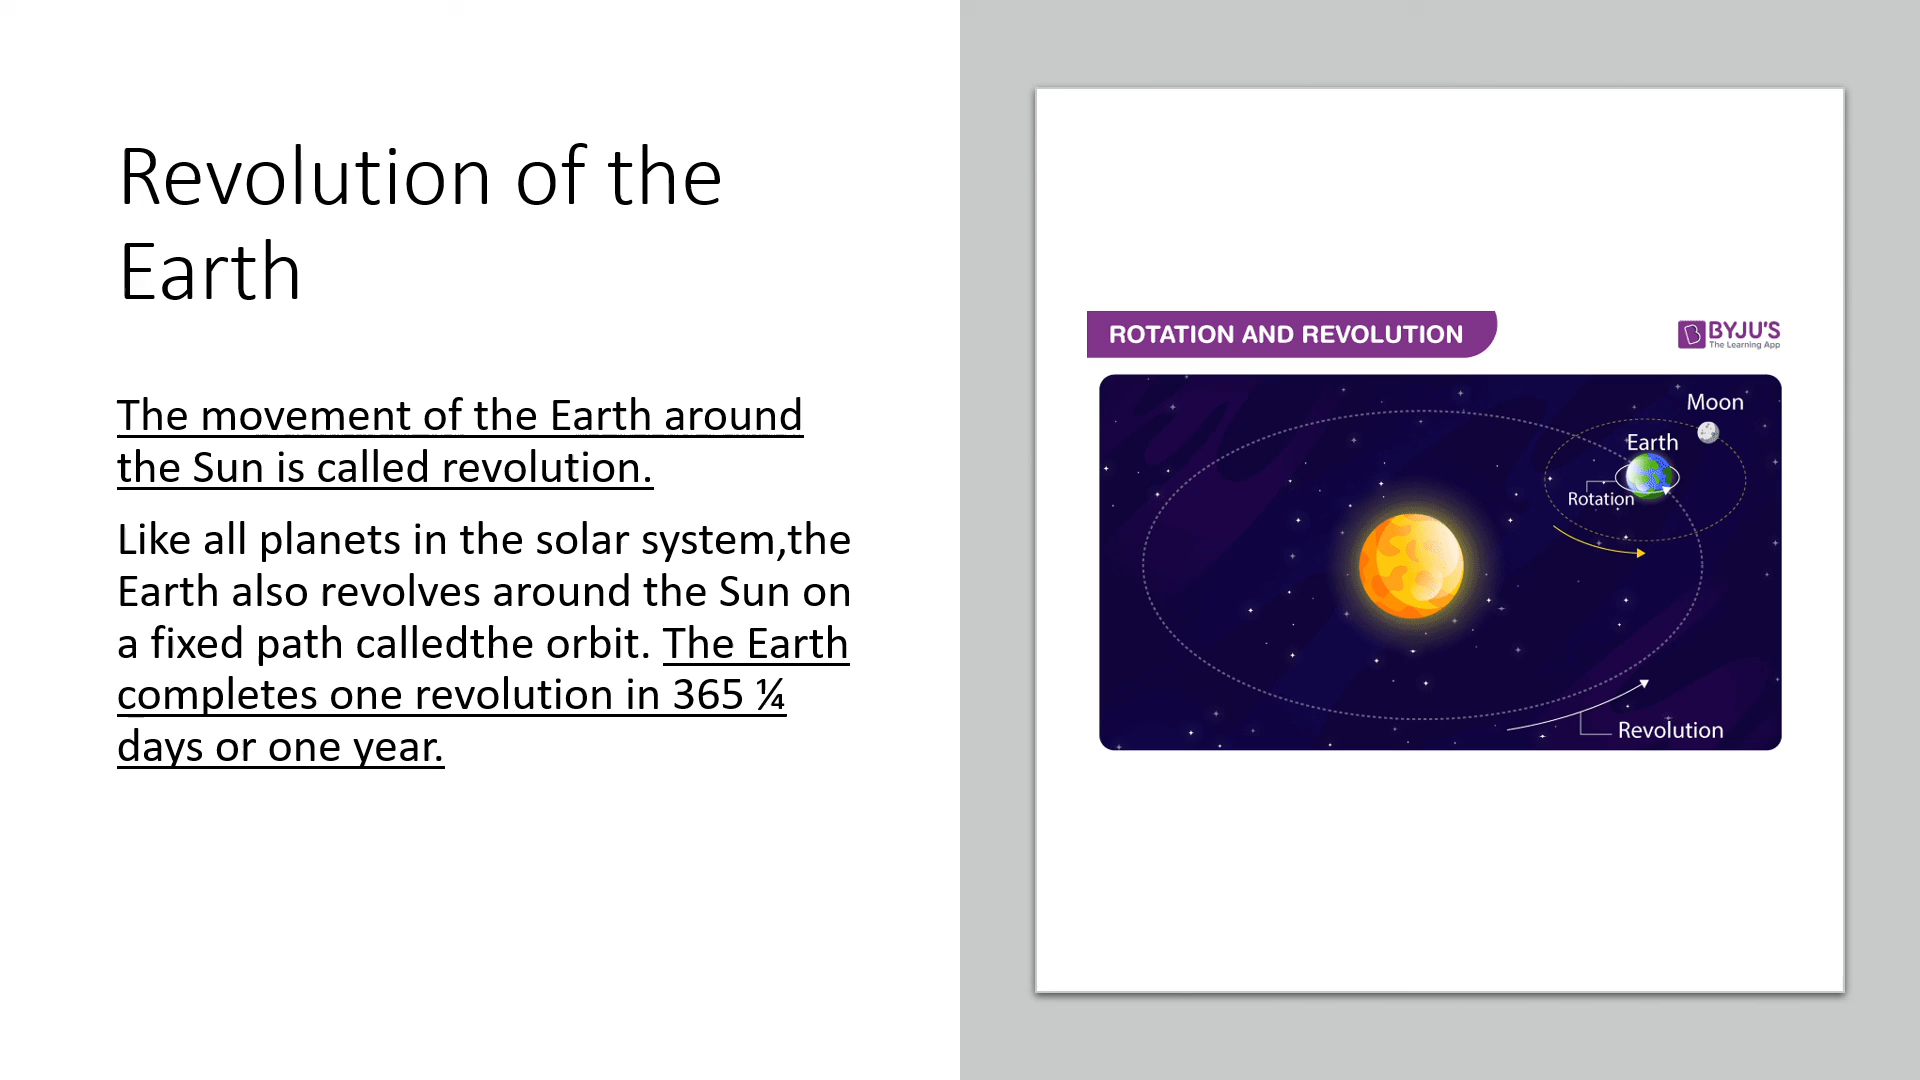 Revolution of the
Earth
The movement of the Earth around
the Sun is called revolution.
Like all planets in the solar system,the
Earth also revolves around the Sun on
a fixed path calledthe orbit. The Earth
completes one revolution in 365 ¼
days or one year.
ROTATION AND REVOLUTION
BYJU'S
The Learning App
Moon
Earth
Rotation
Revolution